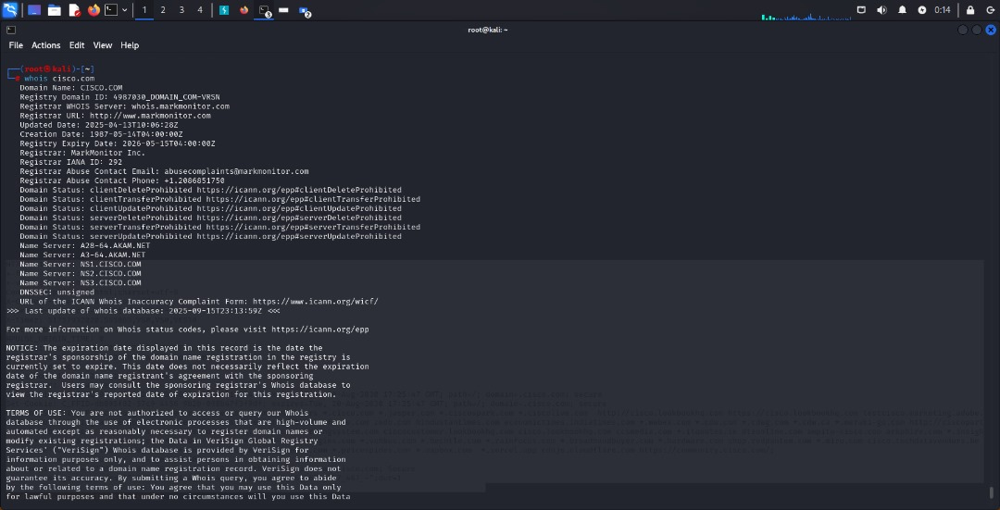 1 2 3 4 0:14
root@kali: ~
File Actions Edit View Help
┌──(root㉿kali)-[~]
└─# whois cisco.com
Domain Name: CISCO.COM
Registry Domain ID: 4987030_DOMAIN_COM-VRSN
Registrar WHOIS Server: whois.markmonitor.com
Registrar URL: http://www.markmonitor.com
Updated Date: 2025-04-13T10:06:28Z
Creation Date: 1987-05-14T04:00:00Z
Registry Expiry Date: 2026-05-15T04:00:00Z
Registrar: MarkMonitor Inc.
Registrar IANA ID: 292
Registrar Abuse Contact Email: abusecomplaints@markmonitor.com
Registrar Abuse Contact Phone: +1.2086851750
Domain Status: clientDeleteProhibited https://icann.org/epp#clientDeleteProhibited
Domain Status: clientTransferProhibited https://icann.org/epp#clientTransferProhibited
Domain Status: clientUpdateProhibited https://icann.org/epp#clientUpdateProhibited
Domain Status: serverDeleteProhibited https://icann.org/epp#serverDeleteProhibited
Domain Status: serverTransferProhibited https://icann.org/epp#serverTransferProhibited
Domain Status: serverUpdateProhibited https://icann.org/epp#serverUpdateProhibited
Name Server: A28-64.AKAM.NET
Name Server: A3-64.AKAM.NET
Name Server: NS1.CISCO.COM
Name Server: NS2.CISCO.COM
Name Server: NS3.CISCO.COM
DNSSEC: unsigned
URL of the ICANN Whois Inaccuracy Complaint Form: https://www.icann.org/wicf/
>>> Last update of whois database: 2025-09-15T23:13:59Z <<<
For more information on Whois status codes, please visit https://icann.org/epp
NOTICE: The expiration date displayed in this record is the date the
registrar's sponsorship of the domain name registration in the registry is
currently set to expire. This date does not necessarily reflect the expiration
date of the domain name registrant's agreement with the sponsoring
registrar. Users may consult the sponsoring registrar's Whois database to
view the registrar's reported date of expiration for this registration.
TERMS OF USE: You are not authorized to access or query our Whois
database through the use of electronic processes that are high-volume and
automated except as reasonably necessary to register domain names or
modify existing registrations; the Data in VeriSign Global Registry
Services' ("VeriSign") Whois database is provided by VeriSign for
information purposes only, and to assist persons in obtaining information
about or related to a domain name registration record. VeriSign does not
guarantee its accuracy. By submitting a Whois query, you agree to abide
by the following terms of use: You agree that you may use this Data only
for lawful purposes and that under no circumstances will you use this Data